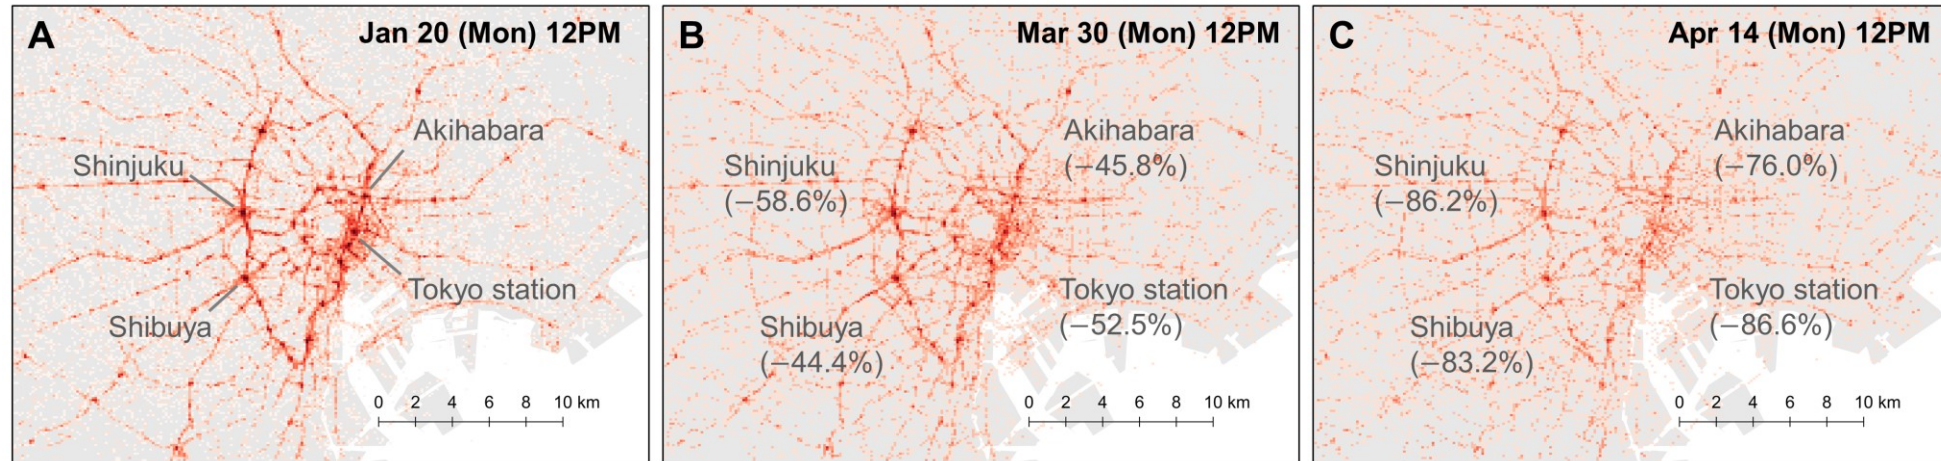 A
Jan 20 (Mon) 12PM
Akihabara
Shinjuku
Tokyo station
Shibuya
0 2 4 6 8 10 km
B
Mar 30 (Mon) 12PM
Akihabara
(−45.8%)
Shinjuku
(−58.6%)
Tokyo station
(−52.5%)
Shibuya
(−44.4%)
0 2 4 6 8 10 km
C
Apr 14 (Mon) 12PM
Akihabara
(−76.0%)
Shinjuku
(−86.2%)
Tokyo station
(−86.6%)
Shibuya
(−83.2%)
0 2 4 6 8 10 km